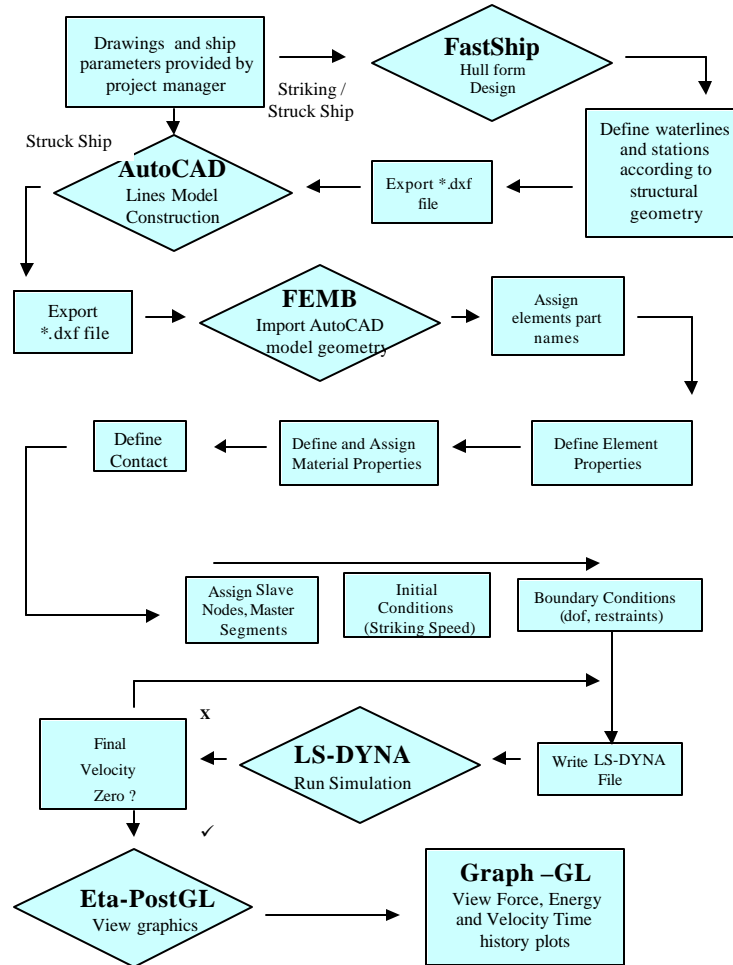 Drawings and ship
parameters provided by
project manager
FastShip
Hull form
Design
Striking /
Struck Ship
Struck Ship
Define waterlines
and stations
according to
structural
geometry
Export *.dxf
file
AutoCAD
Lines Model
Construction
Export
*.dxf file
FEMB
Import AutoCAD
model geometry
Assign
elements part
names
Define
Contact
Define and Assign
Material Properties
Define Element
Properties
Assign Slave
Nodes, Master
Segments
Initial
Conditions
(Striking Speed)
Boundary Conditions
(dof, restraints)
x
Final
Velocity
Zero ?
LS-DYNA
Run Simulation
Write LS-DYNA
File
✓
Eta-PostGL
View graphics
Graph –GL
View Force, Energy
and Velocity Time
history plots